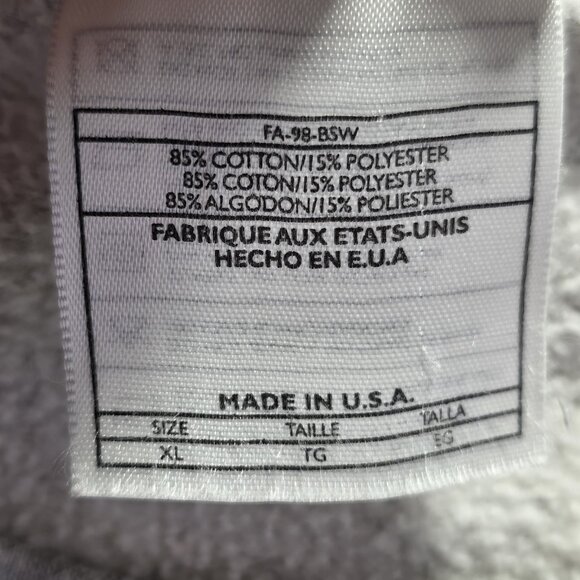 FA-98-BSW
85% COTTON/15% POLYESTER
85% COTON/15% POLYESTER
85% ALGODON/15% POLIESTER
FABRIQUE AUX ETATS-UNIS
HECHO EN E.U.A
MADE IN U.S.A.
SIZE TAILLE TALLA
XL TG EG